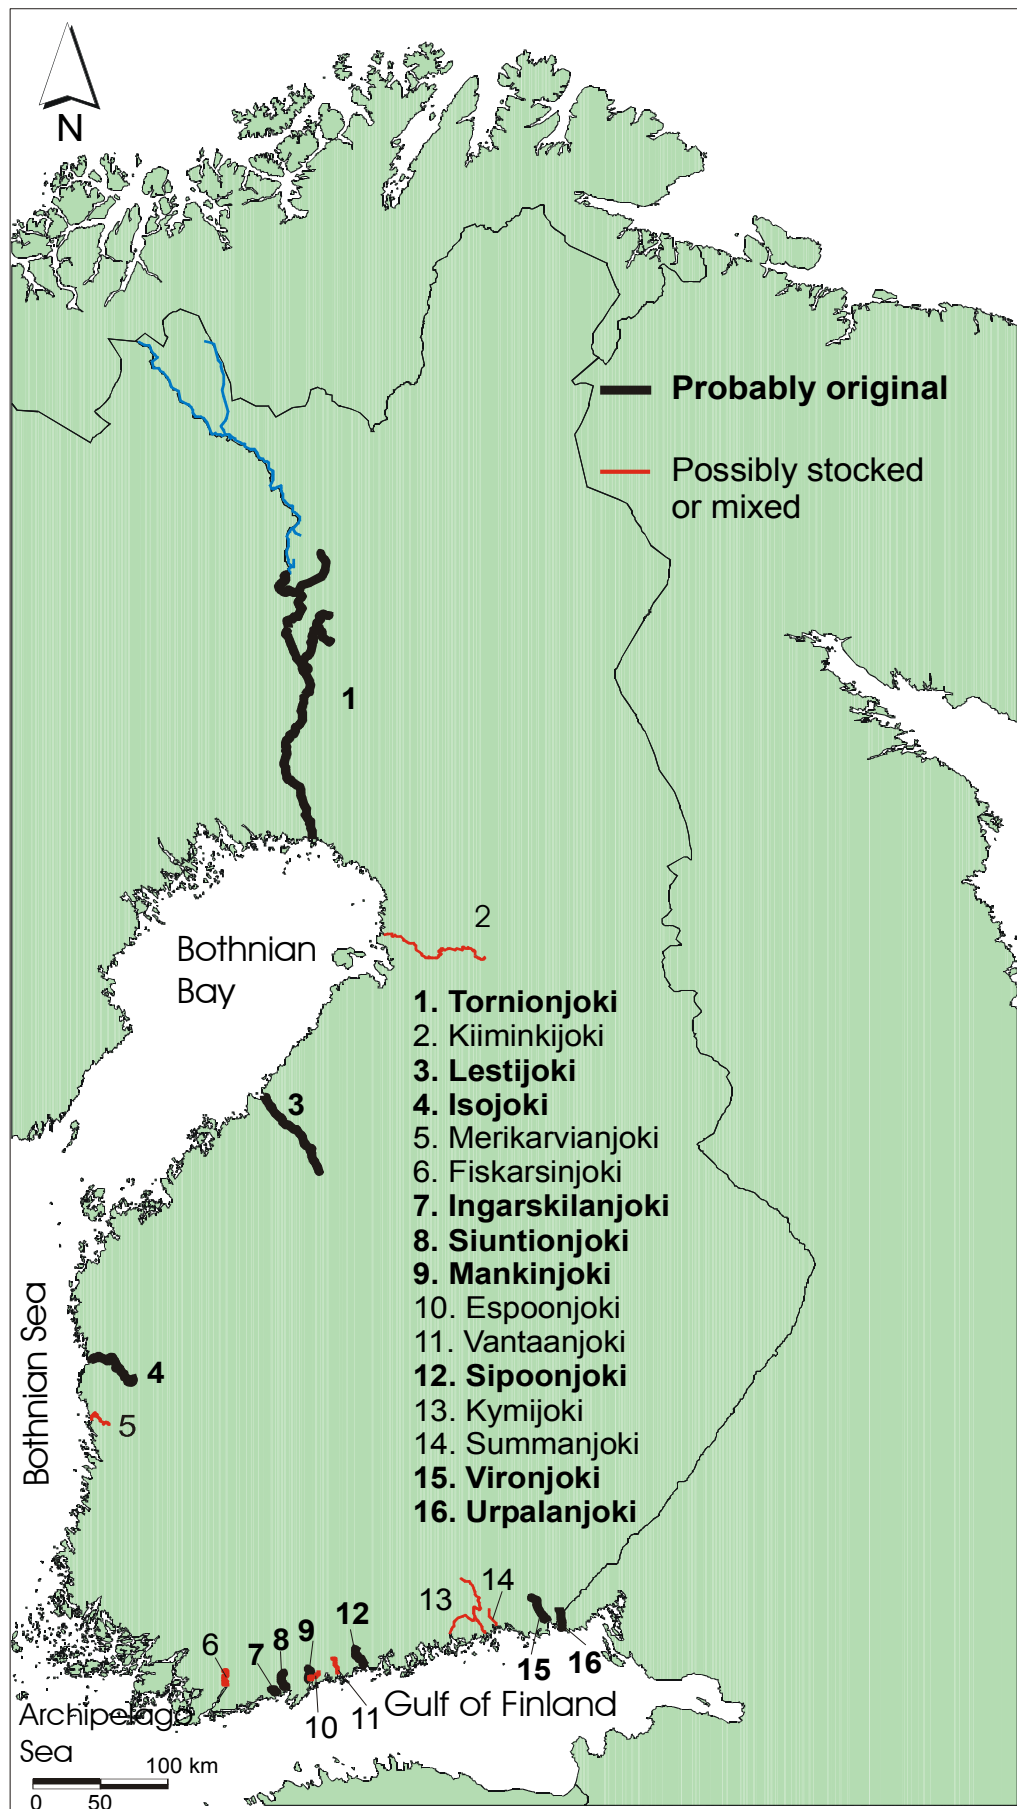 N
Probably original
Possibly stocked
or mixed
1
2
Bothnian
Bay
1. Tornionjoki
2. Kiiminkijoki
3. Lestijoki
4. Isojoki
5. Merikarvianjoki
6. Fiskarsinjoki
7. Ingarskilanjoki
8. Siuntionjoki
9. Mankinjoki
10. Espoonjoki
11. Vantaanjoki
12. Sipoonjoki
13. Kymijoki
14. Summanjoki
15. Vironjoki
16. Urpalanjoki
3
Bothnian Sea
4
5
13
14
12
6
7
8
9
15
16
10
11
Gulf of Finland
Archipelago
Sea
100 km
0
50